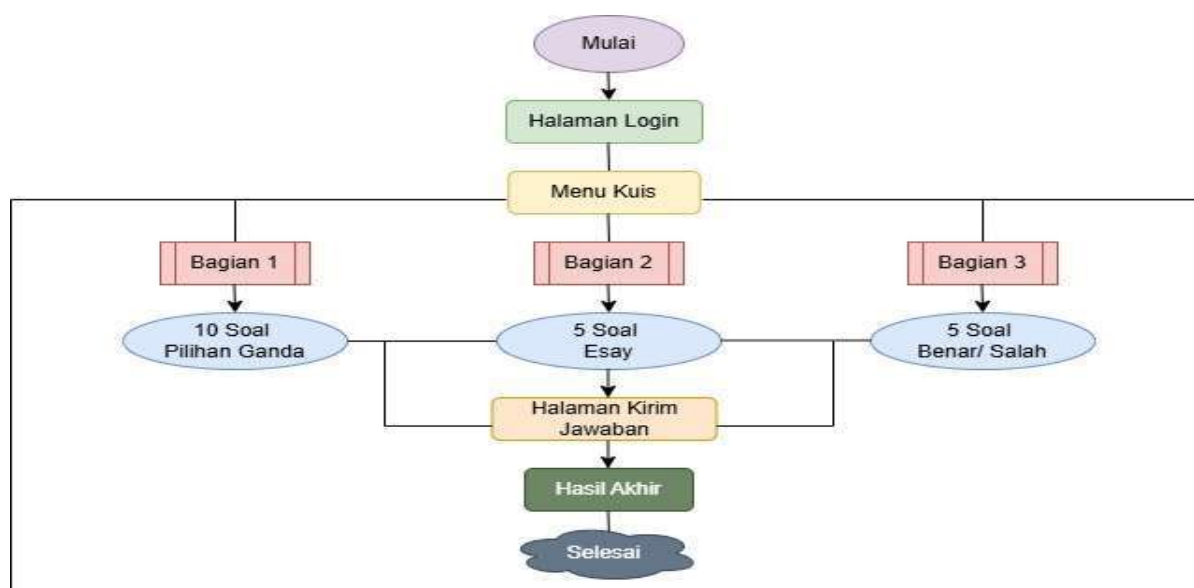 Mulai
Halaman Login
Menu Kuis
Bagian 1
Bagian 2
Bagian 3
10 Soal
Pilihan Ganda
5 Soal
Esay
5 Soal
Benar/ Salah
Halaman Kirim
Jawaban
Hasil Akhir
Selesai